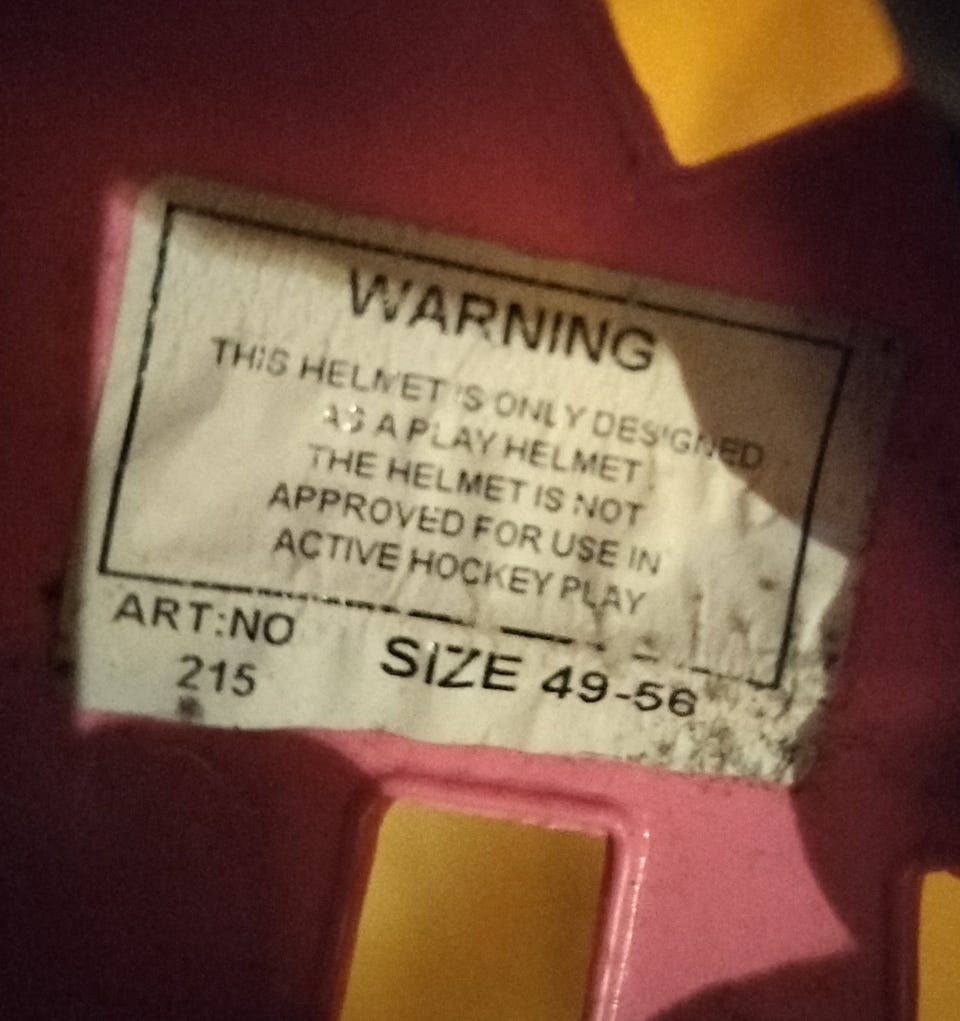 WARNING
THIS HELMET IS ONLY DESIGNED
AS A PLAY HELMET
THE HELMET IS NOT
APPROVED FOR USE IN
ACTIVE HOCKEY PLAY
ART:NO
215
SIZE 49-56